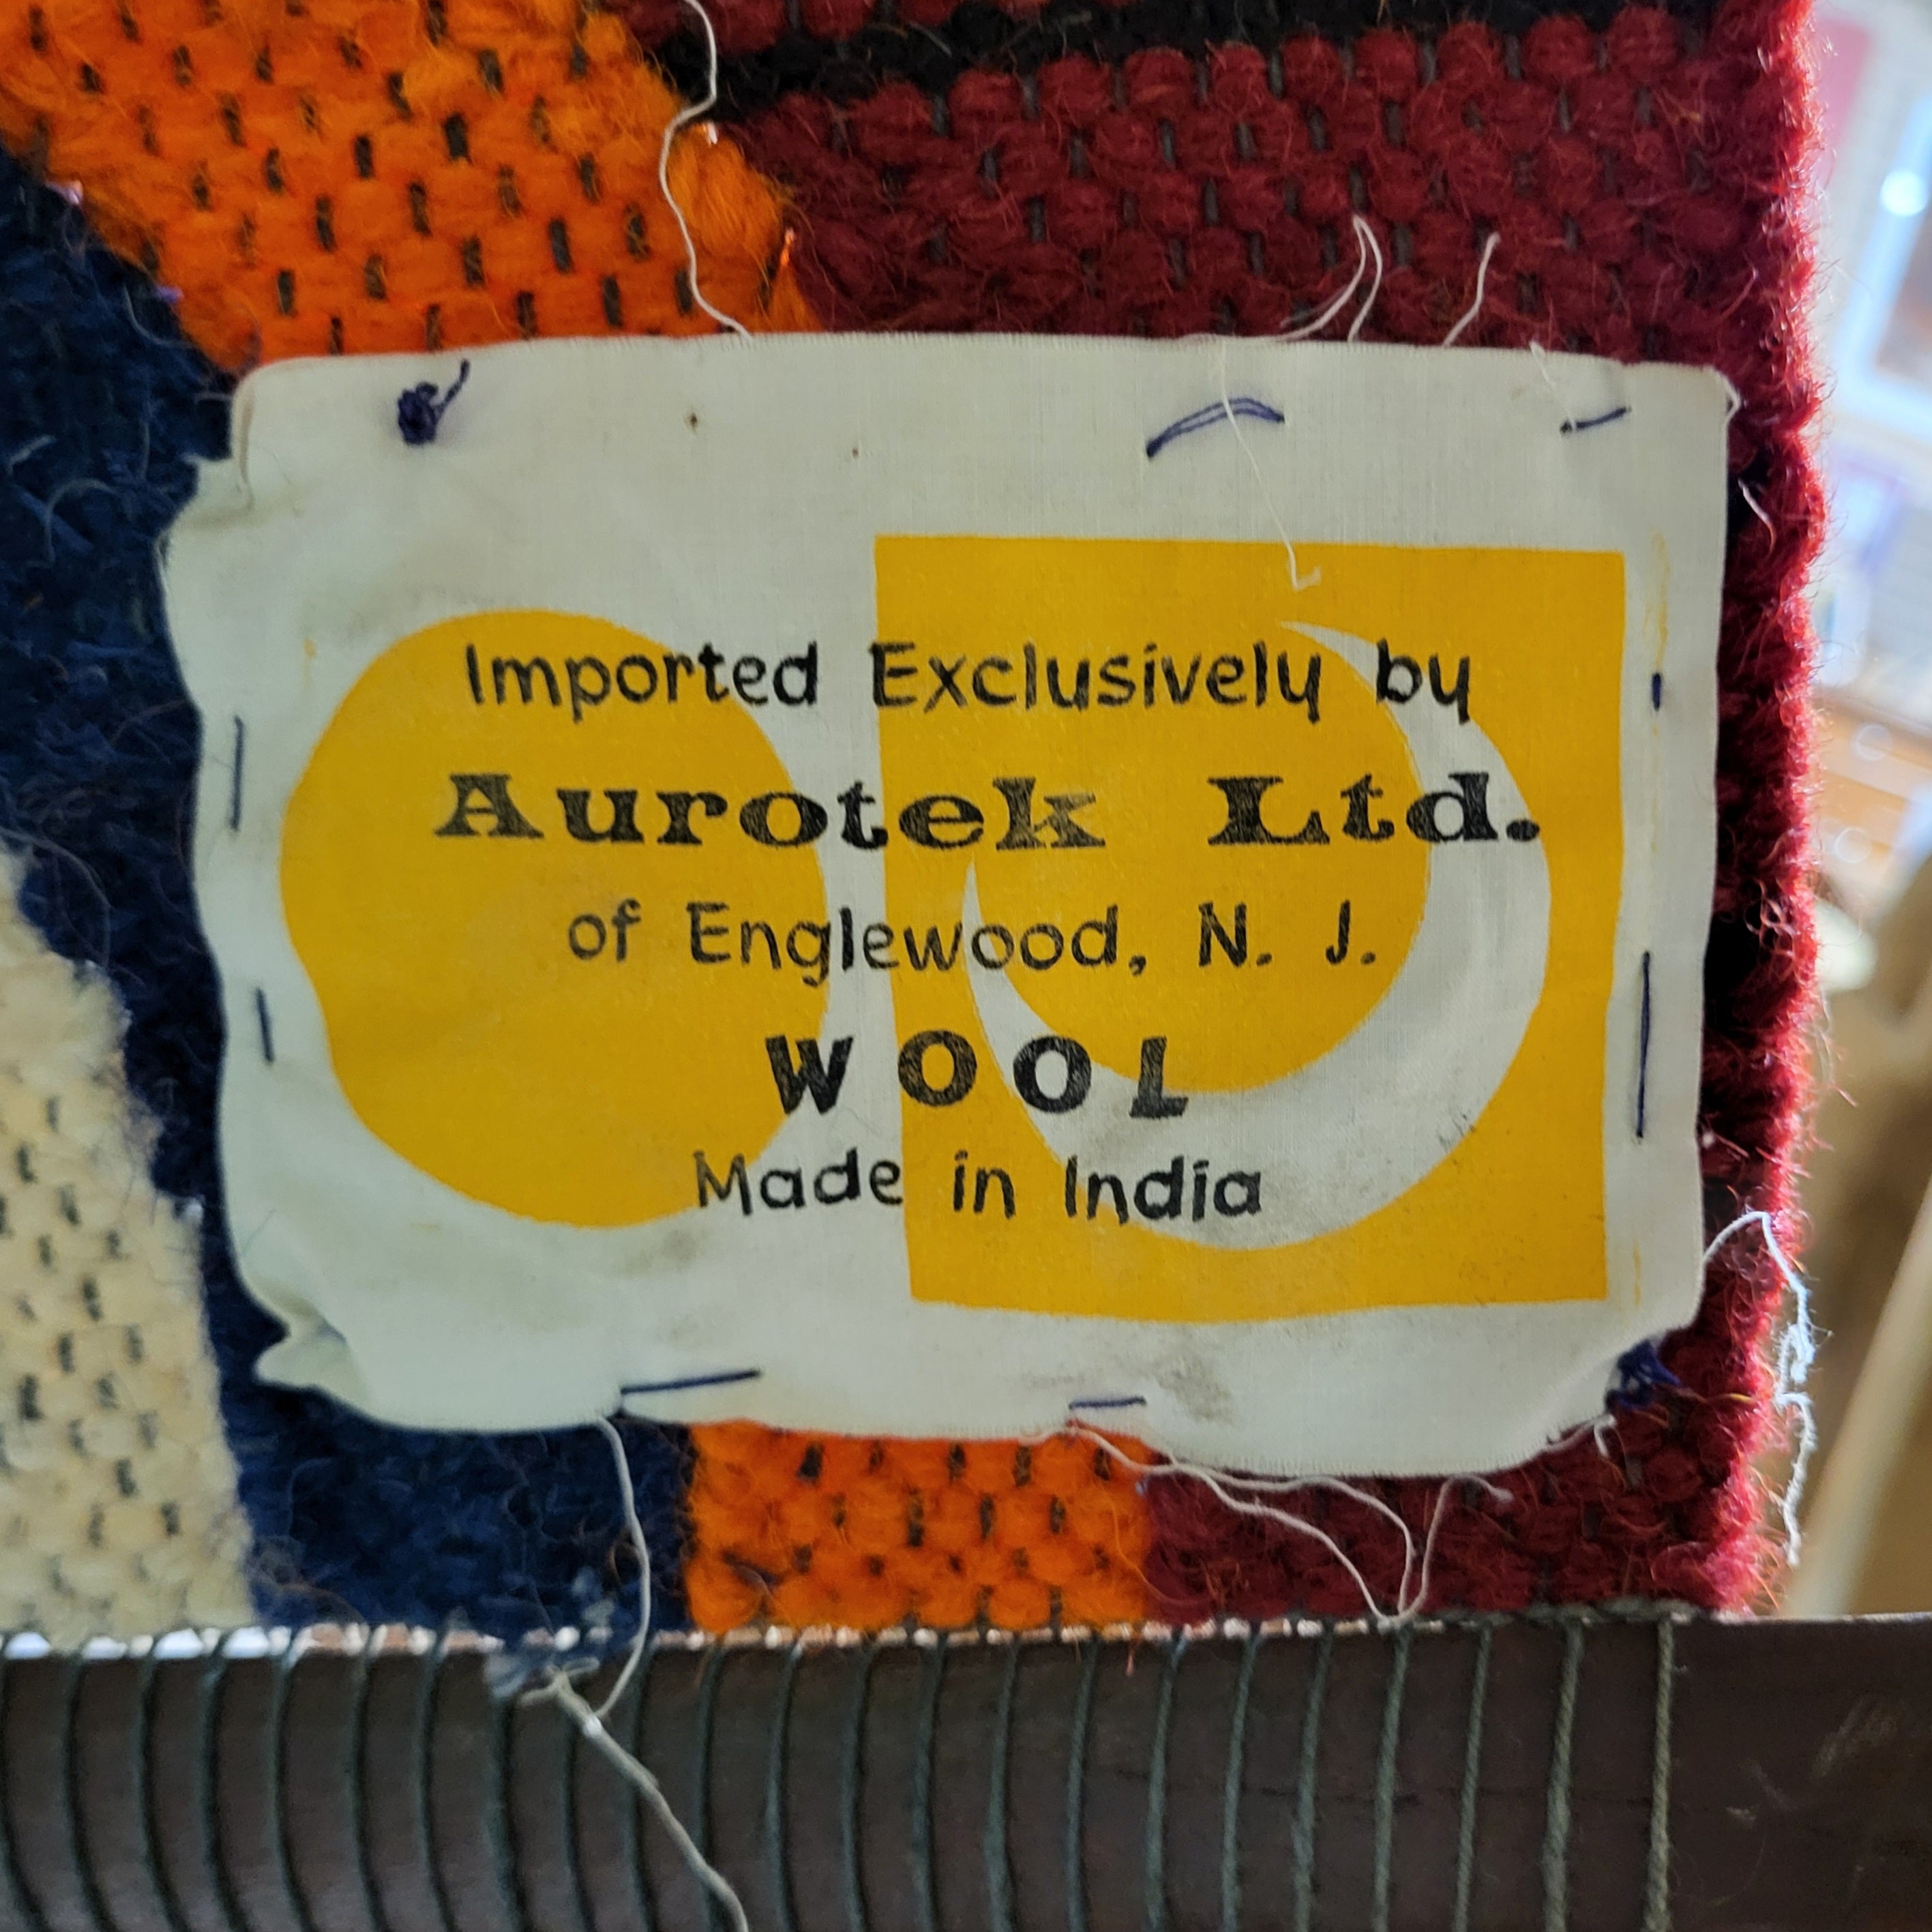 Imported Exclusively by
Aurotek Ltd.
of Englewood, N. J.
WOOL
Made in India